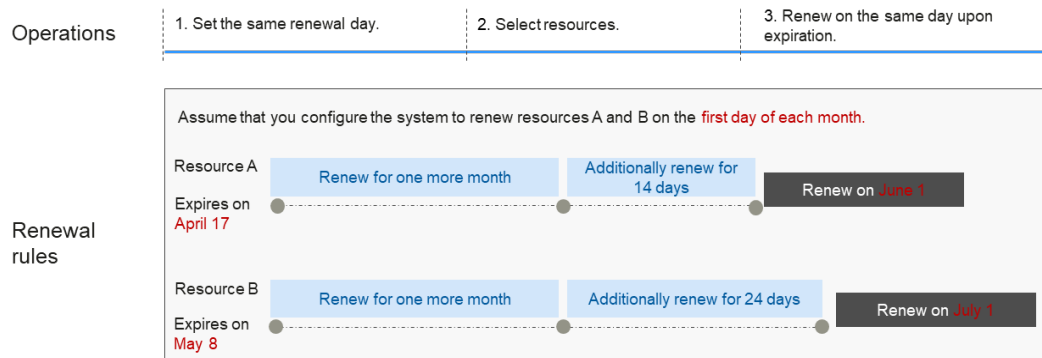 Operations
1. Set the same renewal day.
2. Select resources.
3. Renew on the same day upon
expiration.
Renewal
rules
Assume that you configure the system to renew resources A and B on the first day of each month.
Resource A
Renew for one more month
Additionally renew for
14 days
Renew on June 1
Expires on
April 17
Resource B
Renew for one more month
Additionally renew for 24 days
Renew on July 1
Expires on
May 8